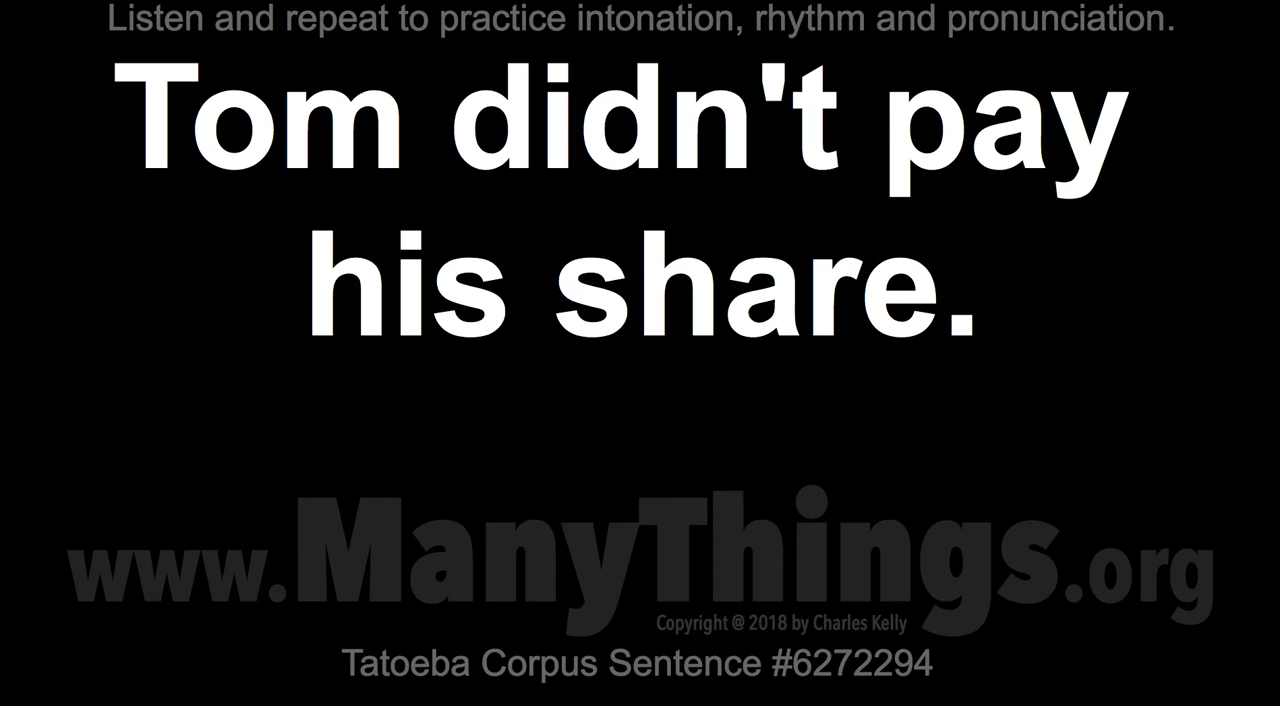 Listen and repeat to practice intonation, rhythm and pronunciation.
Tom didn't pay
his share.
www.ManyThings.org
Copyright @ 2018 by Charles Kelly
Tatoeba Corpus Sentence #6272294